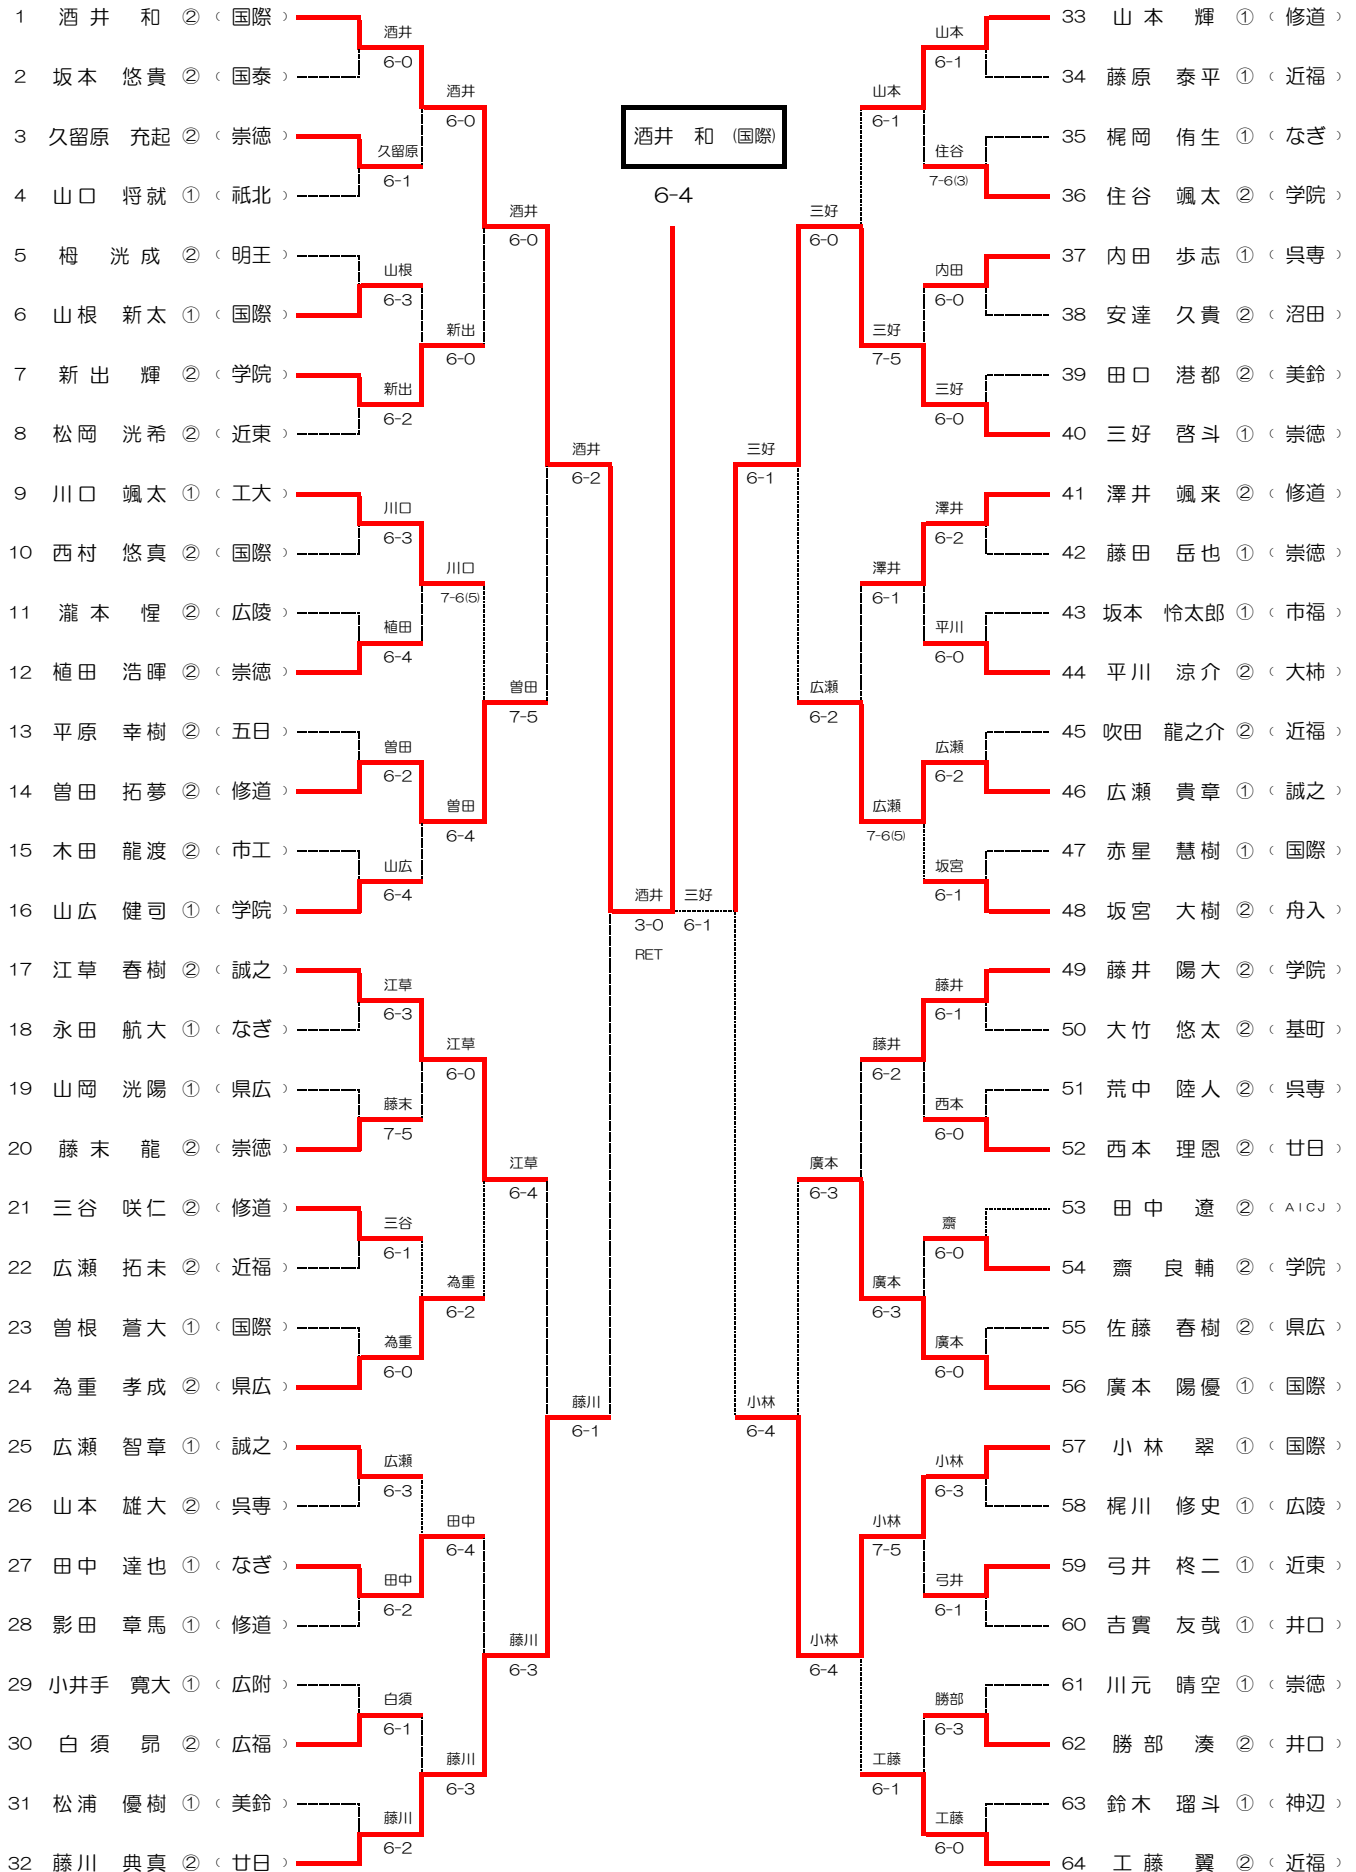 1 酒井 和 ② ( 国際 )
2 坂本 悠貴 ② ( 国泰 )
3 久留原 充起 ② ( 崇徳 )
4 山口 将就 ① ( 祇北 )
5 栂 洸成 ② ( 明王 )
6 山根 新太 ① ( 国際 )
7 新出 輝 ② ( 学院 )
8 松岡 洸希 ② ( 近東 )
9 川口 颯太 ① ( 工大 )
10 西村 悠真 ② ( 国際 )
11 瀧本 惺 ② ( 広陵 )
12 植田 浩暉 ② ( 崇徳 )
13 平原 幸樹 ② ( 五日 )
14 曽田 拓夢 ② ( 修道 )
15 木田 龍渡 ② ( 市工 )
16 山広 健司 ① ( 学院 )
17 江草 春樹 ② ( 誠之 )
18 永田 航大 ① ( なぎ )
19 山岡 洸陽 ① ( 県広 )
20 藤末 龍 ② ( 崇徳 )
21 三谷 咲仁 ② ( 修道 )
22 広瀬 拓未 ② ( 近福 )
23 曽根 蒼大 ① ( 国際 )
24 為重 孝成 ② ( 県広 )
25 広瀬 智章 ① ( 誠之 )
26 山本 雄大 ② ( 呉専 )
27 田中 達也 ① ( なぎ )
28 影田 章馬 ① ( 修道 )
29 小井手 寛大 ① ( 広附 )
30 白須 昴 ② ( 広福 )
31 松浦 優樹 ① ( 美鈴 )
32 藤川 典真 ② ( 廿日 )
酒井
6-0
久留原
6-1
山根
6-3
新出
6-2
川口
6-3
植田
6-4
曽田
6-2
山広
6-4
江草
6-3
藤末
7-5
三谷
6-1
為重
6-0
広瀬
6-3
田中
6-2
白須
6-1
藤川
6-2
酒井
6-0
新出
6-0
川口
7-6(5)
曽田
6-4
江草
6-0
為重
6-2
田中
6-4
藤川
6-3
酒井
6-0
曽田
7-5
江草
6-4
藤川
6-3
酒井
6-2
藤川
6-1
酒井 和 (国際)
6-4
酒井
3-0
RET
三好
6-1
三好
6-1
小林
6-4
三好
6-0
広瀬
6-2
廣本
6-3
小林
6-4
山本
6-1
三好
7-5
澤井
6-1
広瀬
7-6(5)
藤井
6-2
廣本
6-3
小林
7-5
工藤
6-1
山本
6-1
住谷
7-6(3)
内田
6-0
三好
6-0
澤井
6-2
平川
6-0
広瀬
6-2
坂宮
6-1
藤井
6-1
西本
6-0
齋
6-0
廣本
6-0
小林
6-3
弓井
6-1
勝部
6-3
工藤
6-0
33 山本 輝 ① ( 修道 )
34 藤原 泰平 ① ( 近福 )
35 梶岡 侑生 ① ( なぎ )
36 住谷 颯太 ② ( 学院 )
37 内田 歩志 ① ( 呉専 )
38 安達 久貴 ② ( 沼田 )
39 田口 港都 ② ( 美鈴 )
40 三好 啓斗 ① ( 崇徳 )
41 澤井 颯来 ② ( 修道 )
42 藤田 岳也 ① ( 崇徳 )
43 坂本 怜太郎 ① ( 市福 )
44 平川 涼介 ② ( 大柿 )
45 吹田 龍之介 ② ( 近福 )
46 広瀬 貴章 ① ( 誠之 )
47 赤星 慧樹 ① ( 国際 )
48 坂宮 大樹 ② ( 舟入 )
49 藤井 陽大 ② ( 学院 )
50 大竹 悠太 ② ( 基町 )
51 荒中 陸人 ② ( 呉専 )
52 西本 理恩 ② ( 廿日 )
53 田中 遼 ② ( AICJ )
54 齋 良輔 ② ( 学院 )
55 佐藤 春樹 ② ( 県広 )
56 廣本 陽優 ① ( 国際 )
57 小林 翠 ① ( 国際 )
58 梶川 修史 ① ( 広陵 )
59 弓井 柊二 ① ( 近東 )
60 吉實 友哉 ① ( 井口 )
61 川元 晴空 ① ( 崇徳 )
62 勝部 湊 ② ( 井口 )
63 鈴木 瑠斗 ① ( 神辺 )
64 工藤 翼 ② ( 近福 )